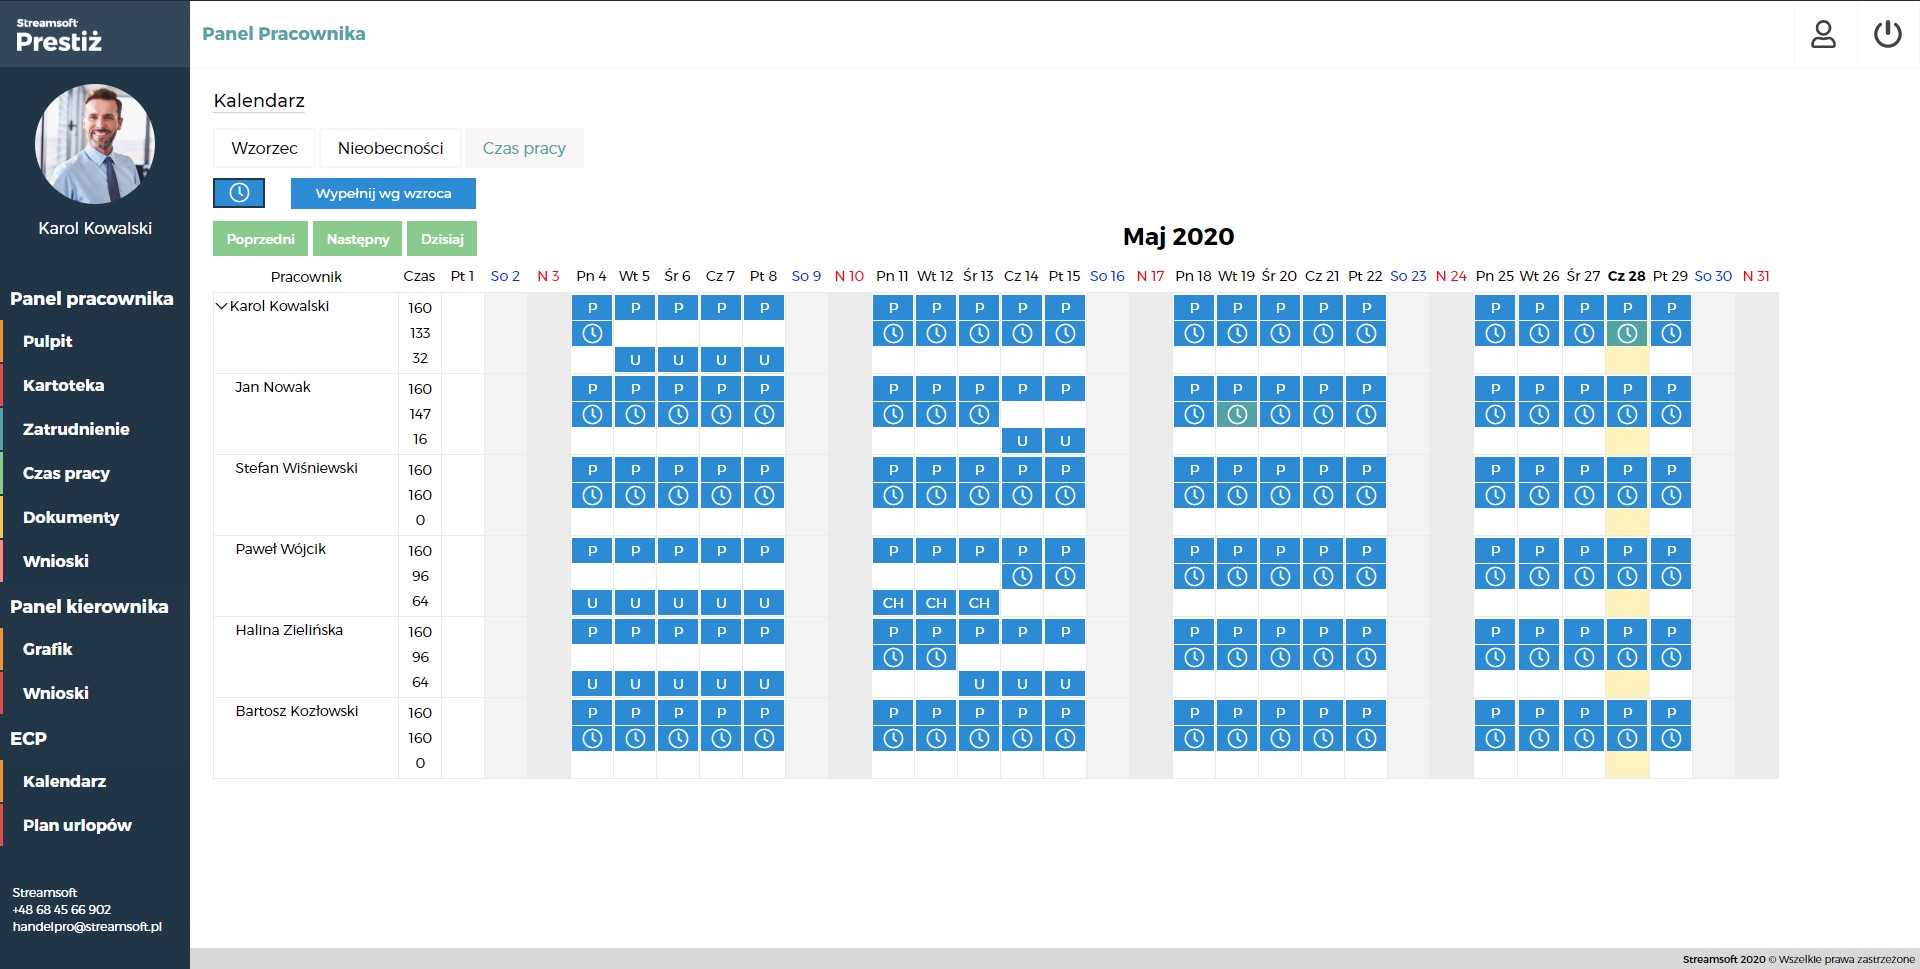 Streamsoft
Prestiż
Panel Pracownika
Karol Kowalski
Panel pracownika
Pulpit
Kartoteka
Zatrudnienie
Czas pracy
Dokumenty
Wnioski
Panel kierownika
Grafik
Wnioski
ECP
Kalendarz
Plan urlopów
Streamsoft
+48 68 45 66 902
handelpro@streamsoft.pl
Kalendarz
Wzorzec Nieobecności Czas pracy
Wypełnij wg wzroca
Poprzedni Następny Dzisiaj
Maj 2020
Pracownik Czas Pt 1 So 2 N 3 Pn 4 Wt 5 Śr 6 Cz 7 Pt 8 So 9 N 10 Pn 11 Wt 12 Śr 13 Cz 14 Pt 15 So 16 N 17 Pn 18 Wt 19 Śr 20 Cz 21 Pt 22 So 23 N 24 Pn 25 Wt 26 Śr 27 Cz 28 Pt 29 So 30 N 31
Karol Kowalski 160 P P P P P P P P P P P P P P P P P P P P
133
32 U U U U
Jan Nowak 160 P P P P P P P P P P P P P P P P P P P P
147
16 U U
Stefan Wiśniewski 160 P P P P P P P P P P P P P P P P P P P P
160
0
Paweł Wójcik 160 P P P P P P P P P P P P P P P P P P P P
96
64 U U U U U CH CH CH
Halina Zielińska 160 P P P P P P P P P P P P P P P P P P P P
96
64 U U U U U U U U
Bartosz Kozłowski 160 P P P P P P P P P P P P P P P P P P P P
160
0
Streamsoft 2020 © Wszelkie prawa zastrzeżone